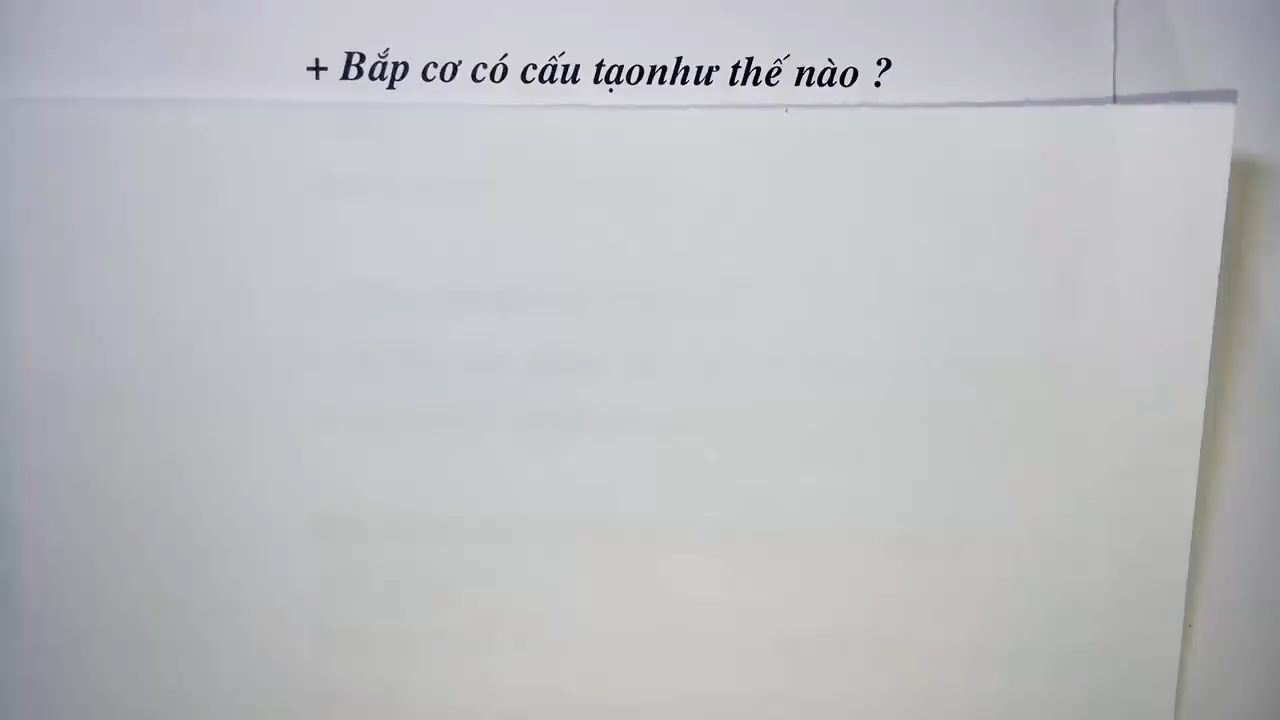 + Bắp cơ có cấu tạonhư thế nào ?